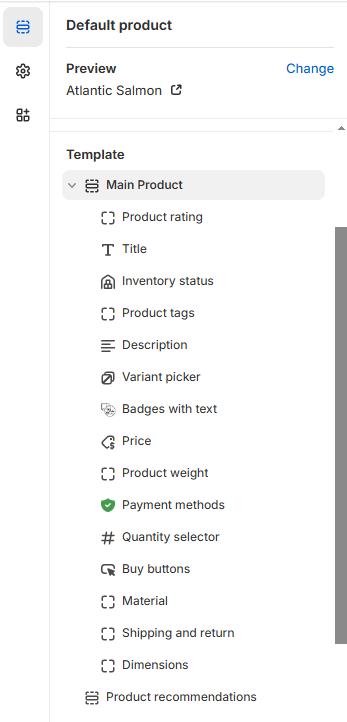 Default product
Preview
Change
Atlantic Salmon
Template
Main Product
Product rating
Title
Inventory status
Product tags
Description
Variant picker
Badges with text
Price
Product weight
Payment methods
Quantity selector
Buy buttons
Material
Shipping and return
Dimensions
Product recommendations